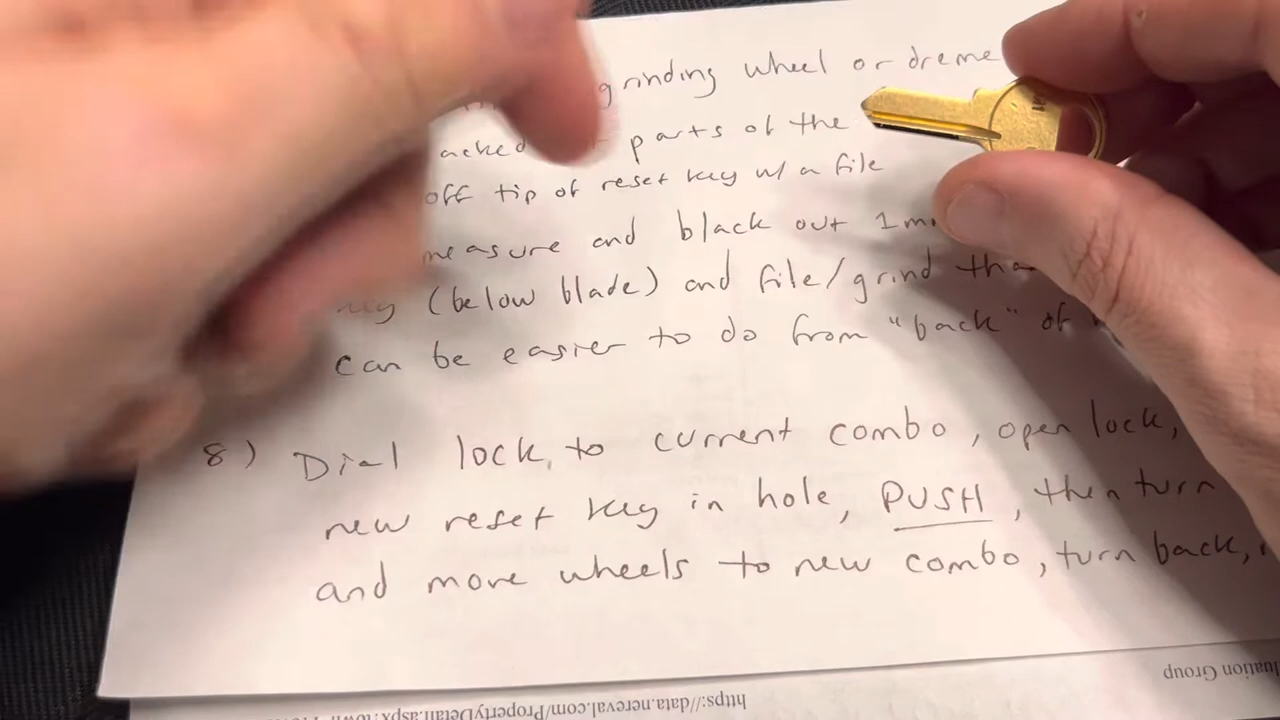 grinding wheel or dreme
acked parts of the
off tip of reset key w/ a file
measure and black out 1m
(below blade) and file/grind tha
can be easier to do from "back" of
8) Dial lock to current combo, open lock,
new reset key in hole, PUSH, then turn
and more wheels to new combo, turn back,
luation Group
https://data.nereval.com/PropertyDetail.aspx?town